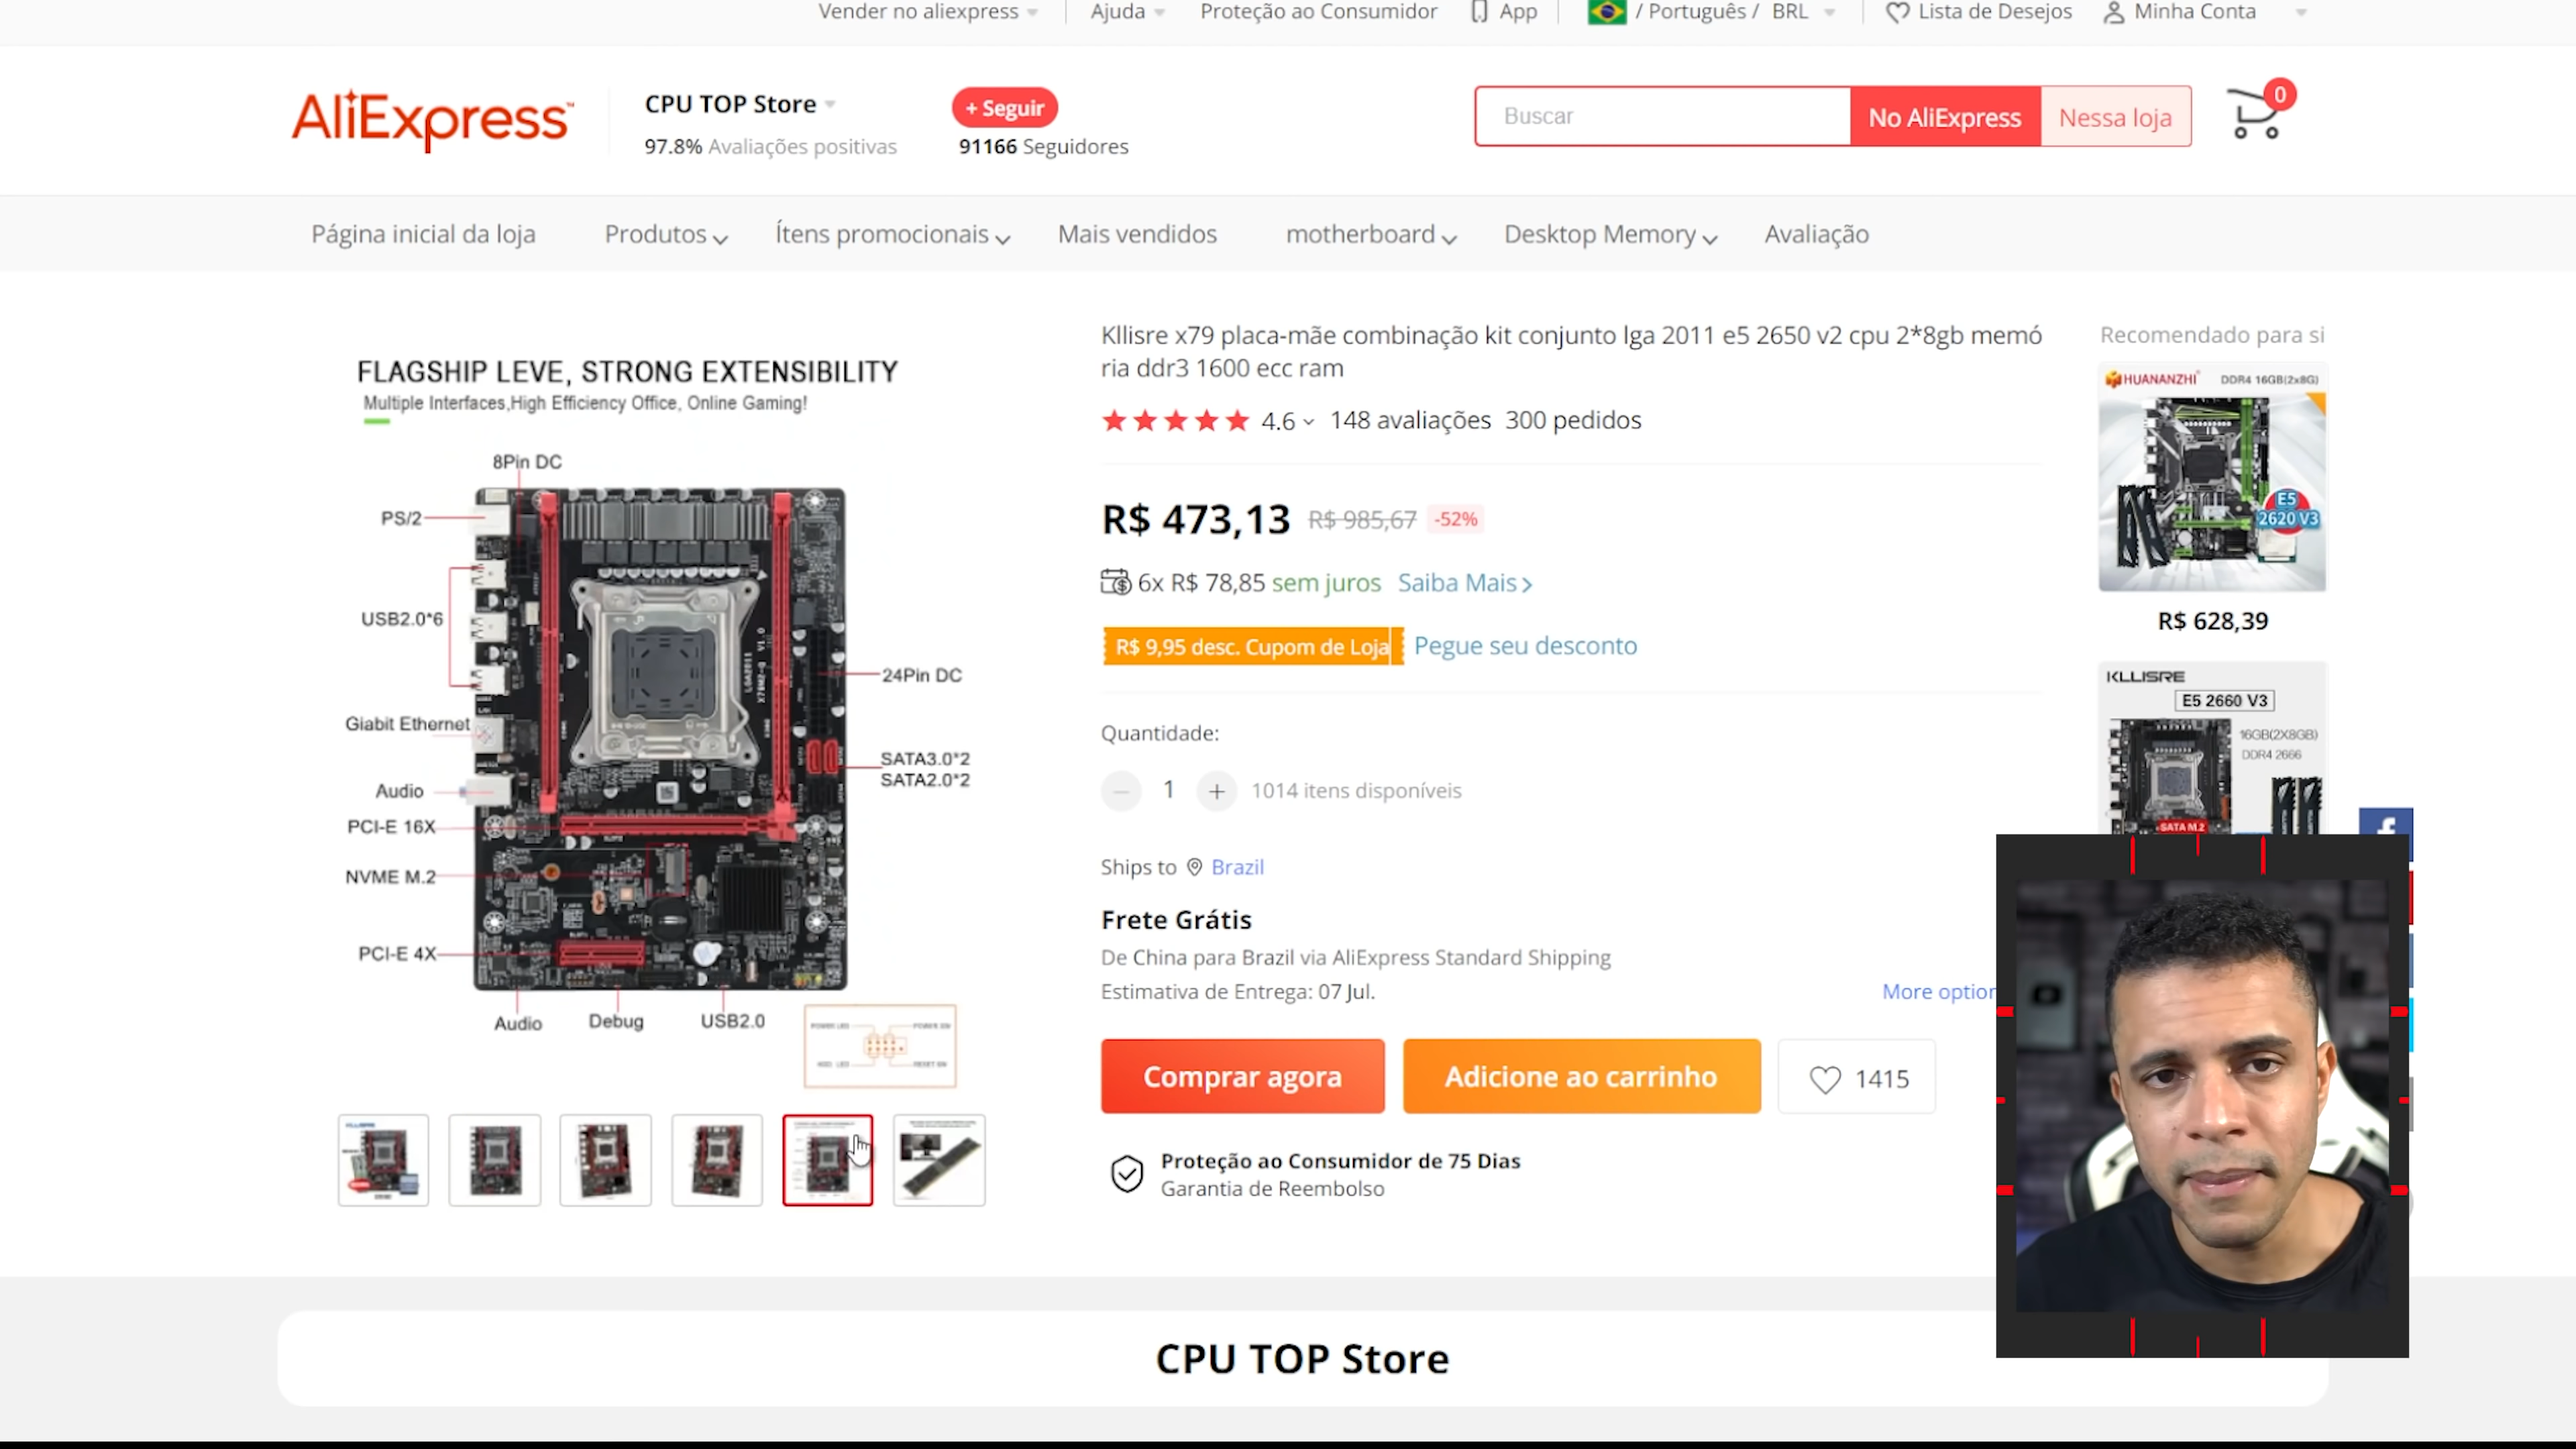 Vender no aliexpress
Ajuda
Proteção ao Consumidor
App
/ Português / BRL
Lista de Desejos
Minha Conta
AliExpress™
CPU TOP Store
97.8% Avaliações positivas
+ Seguir
91166 Seguidores
Buscar
No AliExpress
Nessa loja
0
Página inicial da loja
Produtos
Ítens promocionais
Mais vendidos
motherboard
Desktop Memory
Avaliação
FLAGSHIP LEVE, STRONG EXTENSIBILITY
Multiple Interfaces,High Efficiency Office, Online Gaming!
8Pin DC
PS/2
USB2.0*6
Giabit Ethernet
Audio
PCI-E 16X
NVME M.2
PCI-E 4X
24Pin DC
SATA3.0*2
SATA2.0*2
Audio
Debug
USB2.0
Kllisre x79 placa-mãe combinação kit conjunto lga 2011 e5 2650 v2 cpu 2*8gb memó
ria ddr3 1600 ecc ram
4.6
148 avaliações
300 pedidos
R$ 473,13
R$ 985,67
-52%
6x R$ 78,85 sem juros
Saiba Mais
R$ 9,95 desc. Cupom de Loja
Pegue seu desconto
Quantidade:
− 1 +
1014 itens disponíveis
Ships to
Brazil
Frete Grátis
De China para Brazil via AliExpress Standard Shipping
Estimativa de Entrega: 07 Jul.
More option
Comprar agora
Adicione ao carrinho
1415
Proteção ao Consumidor de 75 Dias
Garantia de Reembolso
Recomendado para si
HUANANZHI
DDR4 16GB(2x8G)
E5
2620 V3
R$ 628,39
KLLISRE
E5 2660 V3
16GB(2X8GB)
DDR4 2666
SATA M.2
CPU TOP Store